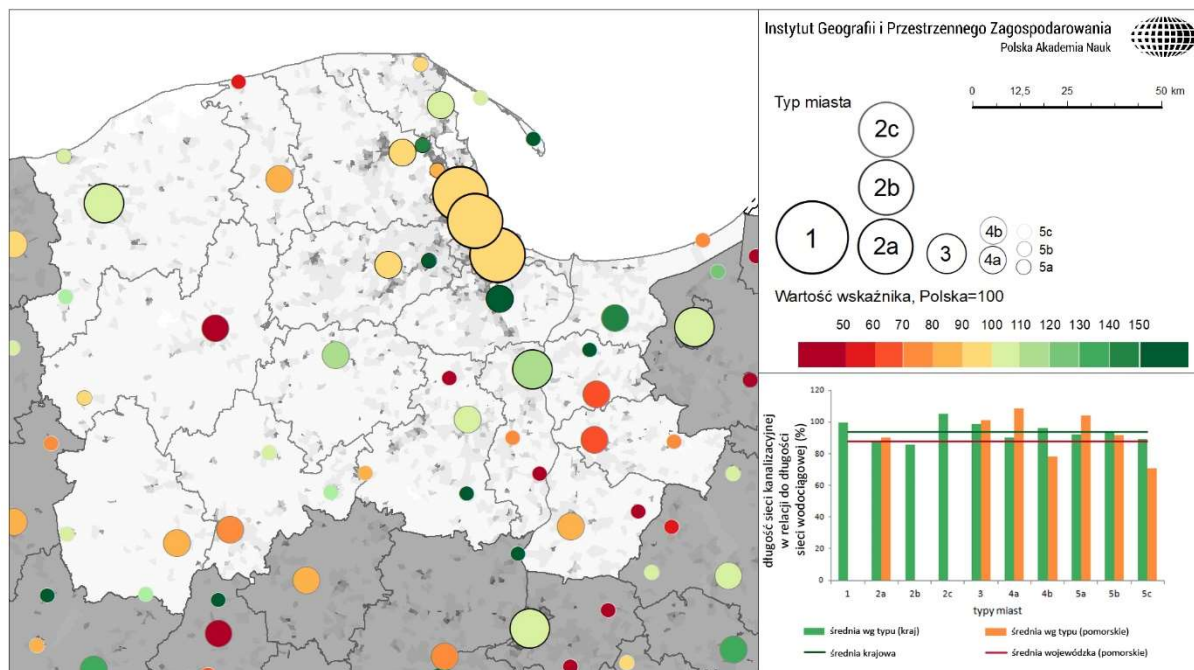 Instytut Geografii i Przestrzennego Zagospodarowania
Polska Akademia Nauk
0 12,5 25 50 km
Typ miasta
2c
2b
1
2a
3
4b
4a
5c
5b
5a
Wartość wskaźnika, Polska=100
50 60 70 80 90 100 110 120 130 140 150
długość sieci kanalizacyjnej
w relacji do długości
sieci wodociągowej (%)
120
100
80
60
40
20
0
1 2a 2b 2c 3 4a 4b 5a 5b 5c
typy miast
średnia wg typu (kraj)
średnia wg typu (pomorskie)
średnia krajowa
średnia wojewódzka (pomorskie)